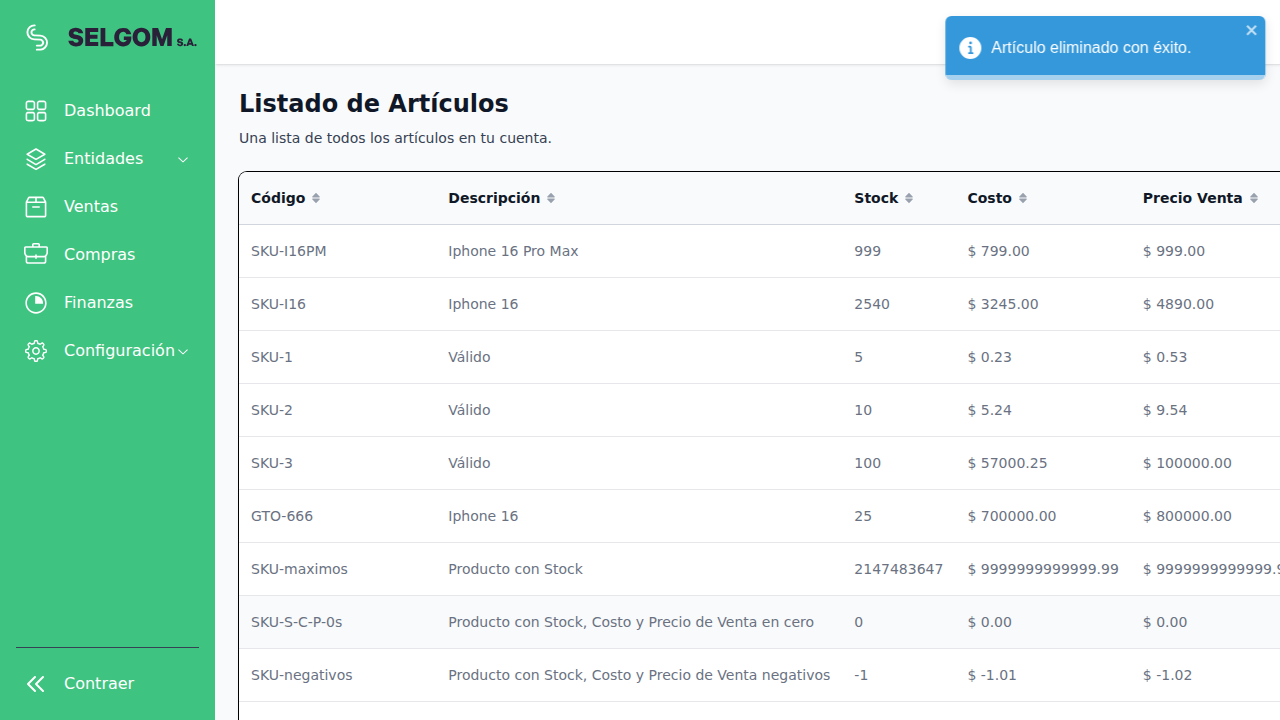 SELGOM S.A.
Artículo eliminado con éxito.
Dashboard
Entidades
Ventas
Compras
Finanzas
Configuración
Contraer
Listado de Artículos
Una lista de todos los artículos en tu cuenta.
Código Descripción Stock Costo Precio Venta
SKU-I16PM Iphone 16 Pro Max 999 $ 799.00 $ 999.00
SKU-I16 Iphone 16 2540 $ 3245.00 $ 4890.00
SKU-1 Válido 5 $ 0.23 $ 0.53
SKU-2 Válido 10 $ 5.24 $ 9.54
SKU-3 Válido 100 $ 57000.25 $ 100000.00
GTO-666 Iphone 16 25 $ 700000.00 $ 800000.00
SKU-maximos Producto con Stock 2147483647 $ 9999999999999.99 $ 9999999999999.9
SKU-S-C-P-0s Producto con Stock, Costo y Precio de Venta en cero 0 $ 0.00 $ 0.00
SKU-negativos Producto con Stock, Costo y Precio de Venta negativos -1 $ -1.01 $ -1.02